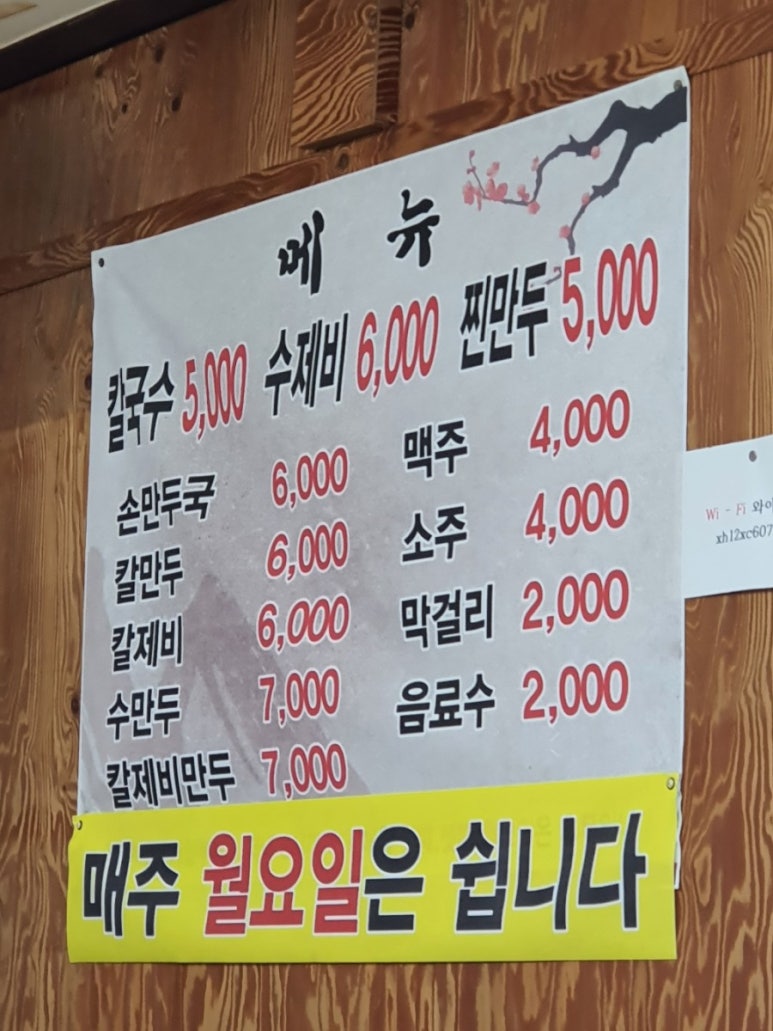 메뉴
칼국수 5,000 수제비 6,000 찐만두 5,000
손만두국 6,000
칼만두 6,000
칼제비 6,000
수만두 7,000
칼제비만두 7,000
맥주 4,000
소주 4,000
막걸리 2,000
음료수 2,000
매주 월요일은 쉽니다
Wi - Fi
xh12xc607